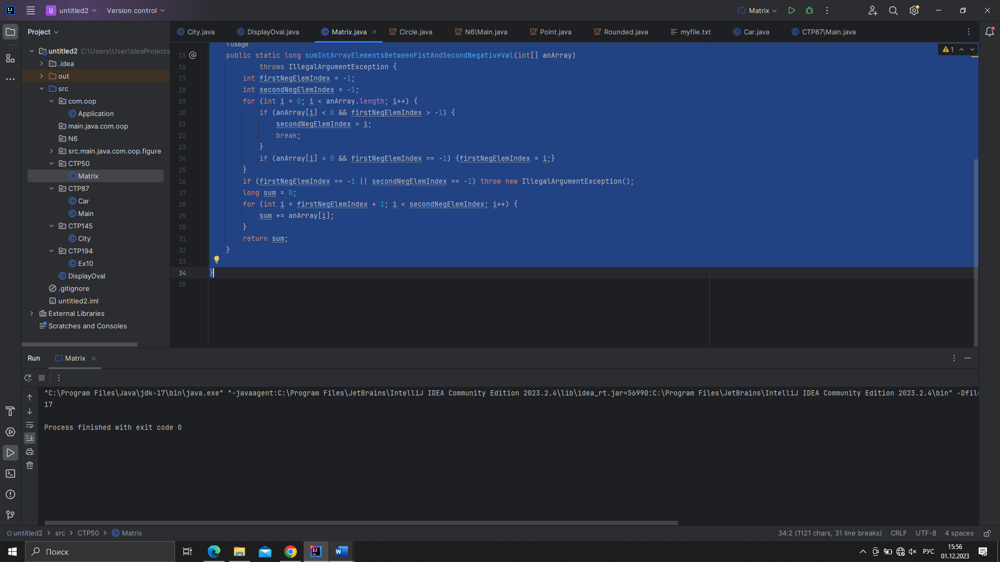 U untitled2 Version control Matrix
Project
City.java DisplayOval.java Matrix.java Circle.java N6\Main.java Point.java Rounded.java myfile.txt Car.java CTP87\Main.java
untitled2 C:\Users\User\IdeaProjects
.idea
out
src
com.oop
Application
main.java.com.oop
N6
src.main.java.com.oop.figure
CTP50
Matrix
CTP87
Car
Main
CTP145
City
CTP194
Ex10
DisplayOval
.gitignore
untitled2.iml
External Libraries
Scratches and Consoles
1 usage
1
15 @ public static long sumIntArrayElementsBetweenFistAndSecondNegativeVal(int[] anArray)
16 throws IllegalArgumentException {
17 int firstNegElemIndex = -1;
18 int secondNegElemIndex = -1;
19 for (int i = 0; i < anArray.length; i++) {
20 if (anArray[i] < 0 && firstNegElemIndex > -1) {
21 secondNegElemIndex = i;
22 break;
23 }
24 if (anArray[i] < 0 && firstNegElemIndex == -1) {firstNegElemIndex = i;}
25 }
26 if (firstNegElemIndex == -1 || secondNegElemIndex == -1) throw new IllegalArgumentException();
27 long sum = 0;
28 for (int i = firstNegElemIndex + 1; i < secondNegElemIndex; i++) {
29 sum += anArray[i];
30 }
31 return sum;
32 }
33
34 }
35
Run Matrix
"C:\Program Files\Java\jdk-17\bin\java.exe" "-javaagent:C:\Program Files\JetBrains\IntelliJ IDEA Community Edition 2023.2.4\lib\idea_rt.jar=56990:C:\Program Files\JetBrains\IntelliJ IDEA Community Edition 2023.2.4\bin" -Dfile
17
Process finished with exit code 0
untitled2 > src > CTP50 > Matrix 34:2 (1121 chars, 31 line breaks) CRLF UTF-8 4 spaces
Поиск
РУС
15:56
01.12.2023